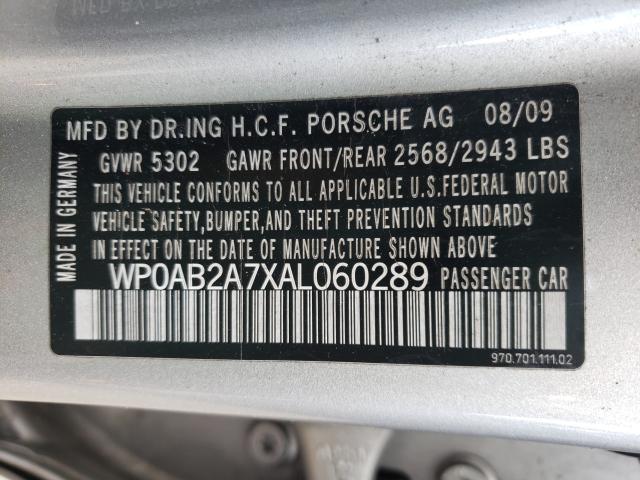 MFD BY DR.ING H.C.F. PORSCHE AG 08/09
GVWR 5302 GAWR FRONT/REAR 2568/2943 LBS
THIS VEHICLE CONFORMS TO ALL APPLICABLE U.S.FEDERAL MOTOR
VEHICLE SAFETY,BUMPER,AND THEFT PREVENTION STANDARDS
IN EFFECT ON THE DATE OF MANUFACTURE SHOWN ABOVE
WP0AB2A7XAL060289 PASSENGER CAR
970.701.111.02
MADE IN GERMANY